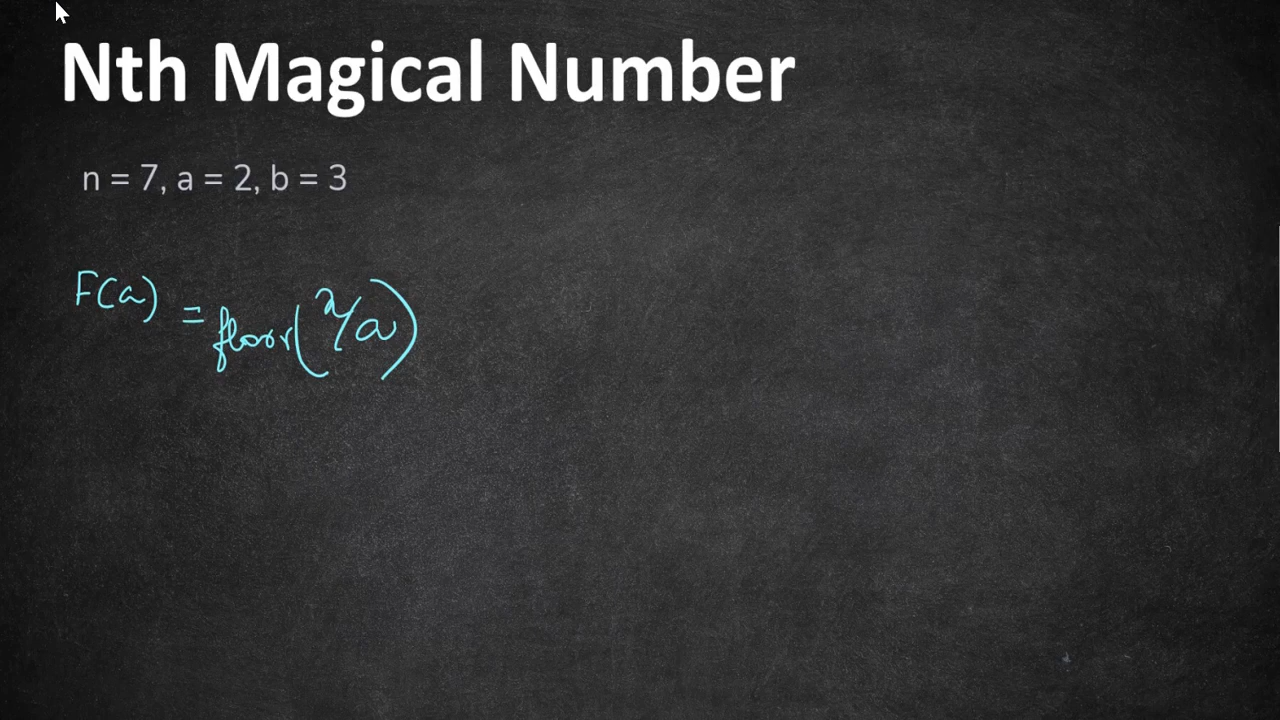 Nth Magical Number
n = 7, a = 2, b = 3
F(a) = floor(x/a)